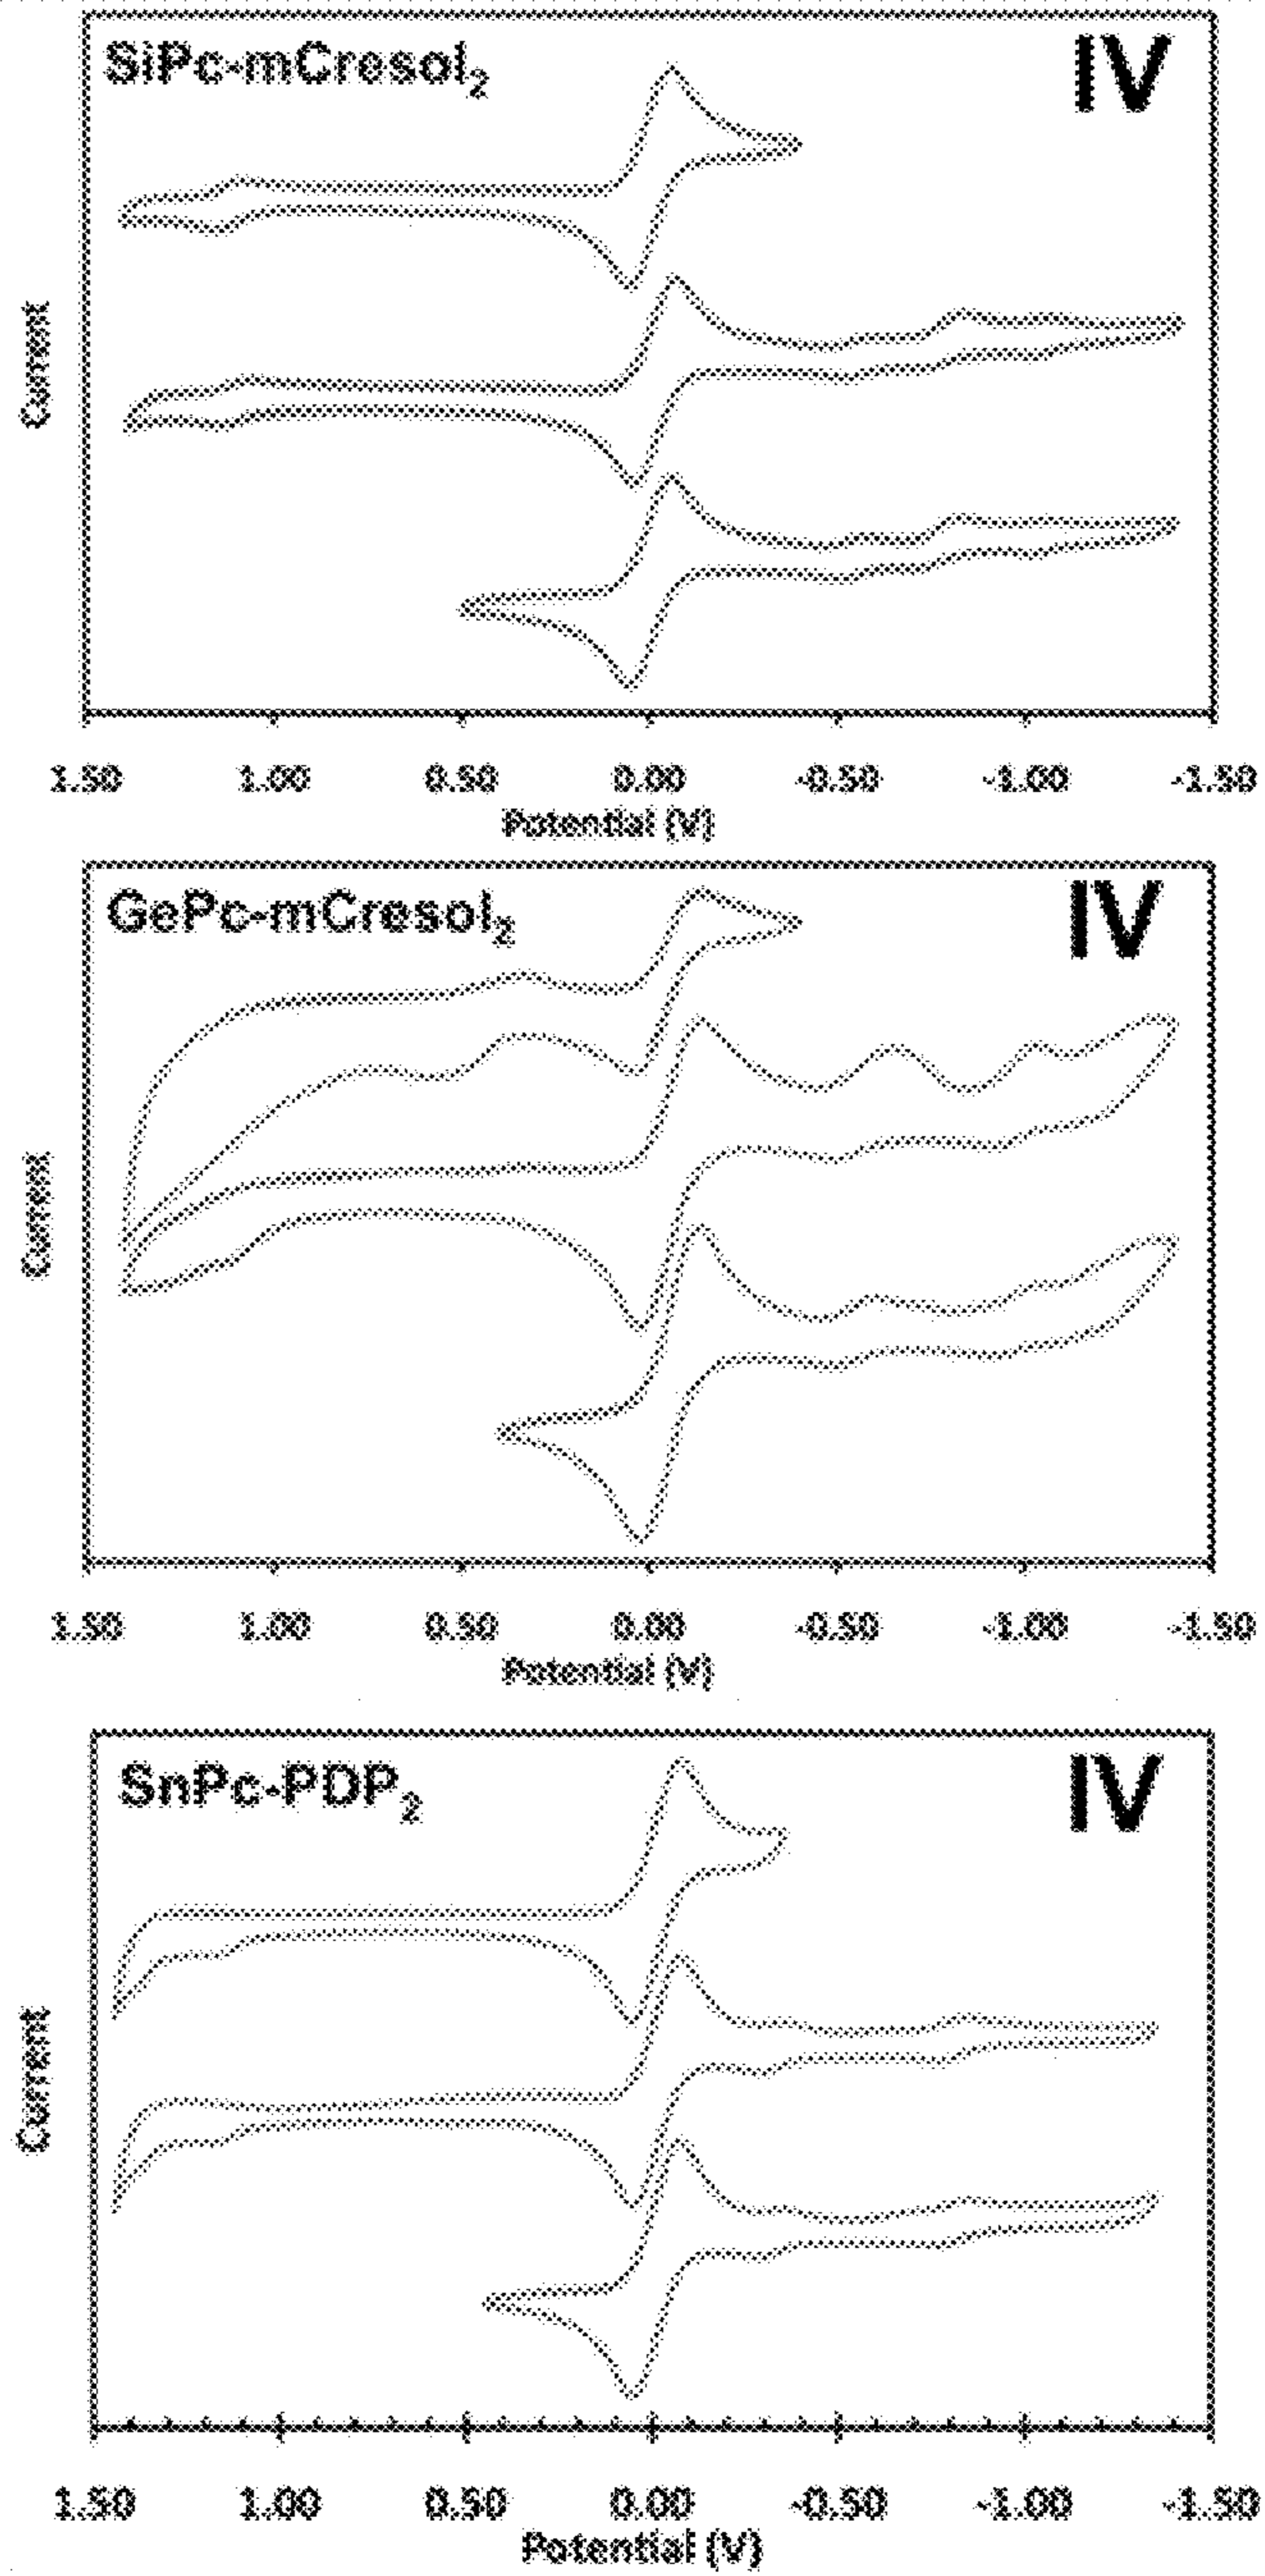 SiPc-mCresol₂ IV
Current
1.50 1.00 0.50 0.00 -0.50 -1.00 -1.50
Potential (V)
GePc-mCresol₂ IV
Current
1.50 1.00 0.50 0.00 -0.50 -1.00 -1.50
Potential (V)
SnPc-PDP₂ IV
Current
1.50 1.00 0.50 0.00 -0.50 -1.00 -1.50
Potential (V)